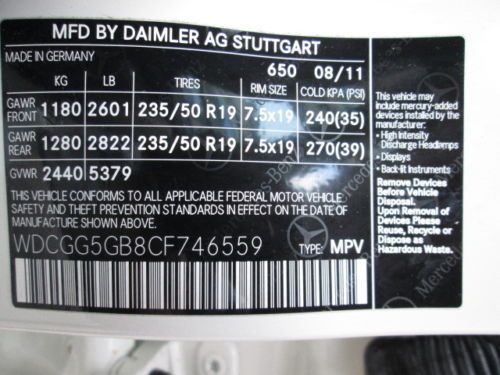 MFD BY DAIMLER AG STUTTGART
MADE IN GERMANY 650 08/11
KG LB TIRES RIM SIZE COLD KPA (PSI)
GAWR FRONT 1180 2601 235/50 R19 7.5x19 240(35)
GAWR REAR 1280 2822 235/50 R19 7.5x19 270(39)
GVWR 2440 5379
THIS VEHICLE CONFORMS TO ALL APPLICABLE FEDERAL MOTOR VEHICLE
SAFETY, BUMPER, AND THEFT PREVENTION STANDARDS IN EFFECT ON THE
DATE OF MANUFACTURE SHOWN ABOVE.
WDCGG5GB8CF746559 TYPE: MPV
This vehicle may
include mercury-added
devices installed by the
manufacturer:
• High Intensity
Discharge Headlamps
• Displays
• Back-lit Instruments
Remove Devices
Before Vehicle
Disposal.
Upon Removal of
Devices Please
Reuse, Recycle
or Dispose as
Hazardous Waste.
Mercedes-Benz